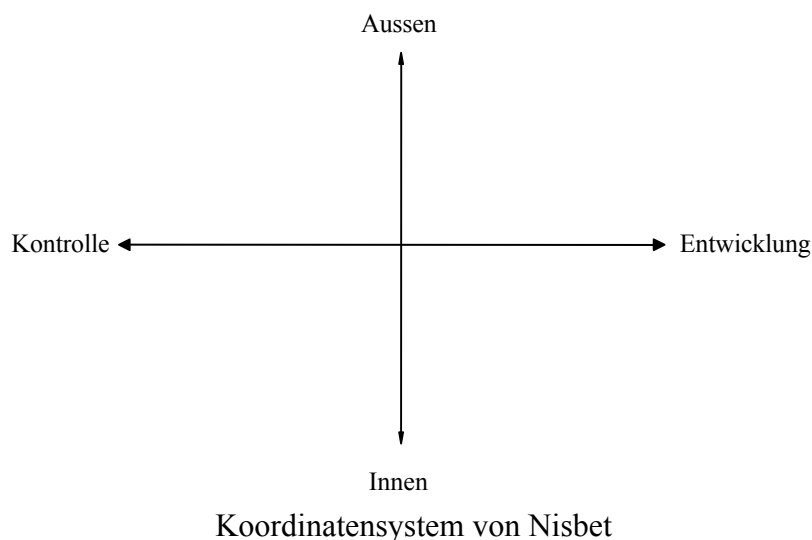 Aussen
Kontrolle
Entwicklung
Innen
Koordinatensystem von Nisbet